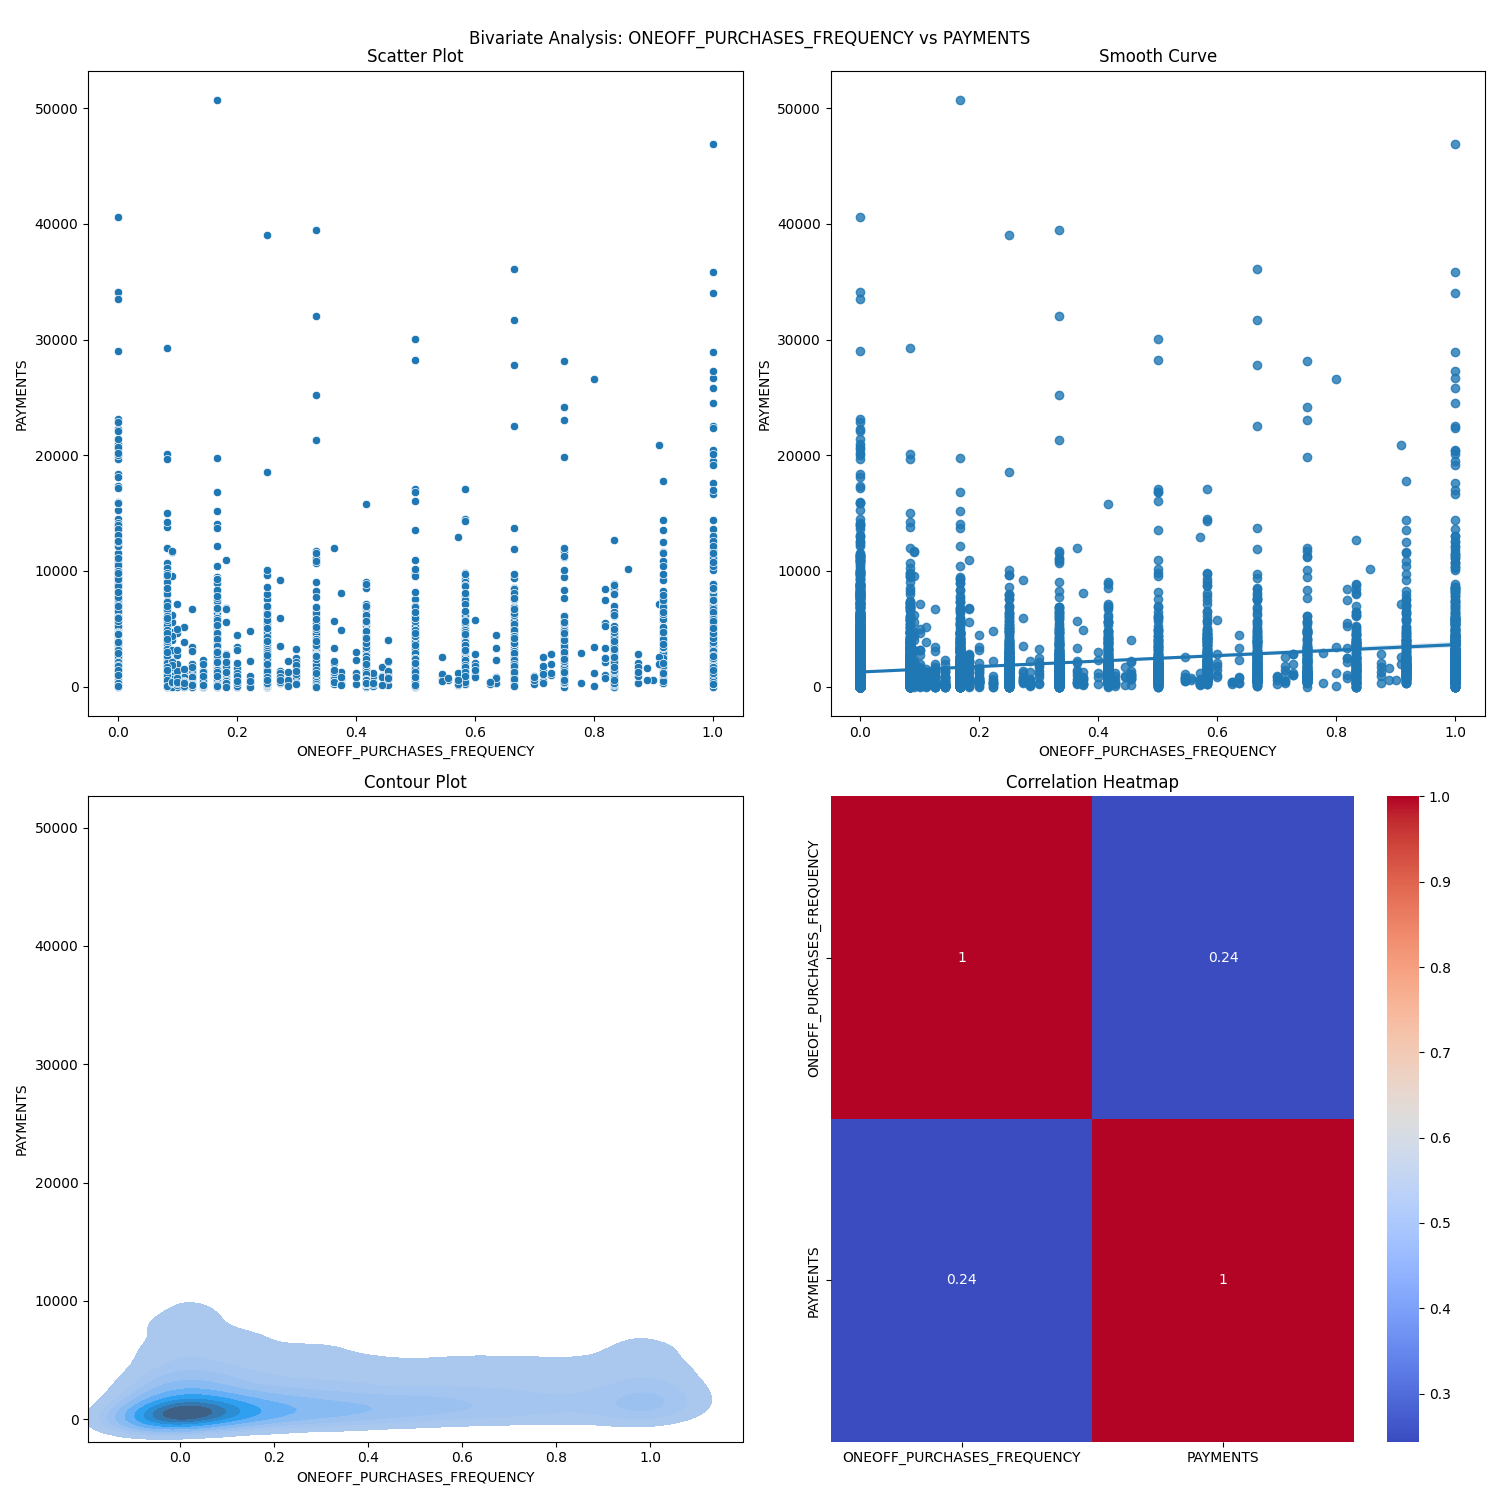 Bivariate Analysis: ONEOFF_PURCHASES_FREQUENCY vs PAYMENTS
Scatter Plot
50000
40000
30000
20000
10000
0
PAYMENTS
0.0 0.2 0.4 0.6 0.8 1.0
ONEOFF_PURCHASES_FREQUENCY
Smooth Curve
50000
40000
30000
20000
10000
0
PAYMENTS
0.0 0.2 0.4 0.6 0.8 1.0
ONEOFF_PURCHASES_FREQUENCY
Contour Plot
50000
40000
30000
20000
10000
0
PAYMENTS
0.0 0.2 0.4 0.6 0.8 1.0
ONEOFF_PURCHASES_FREQUENCY
Correlation Heatmap
ONEOFF_PURCHASES_FREQUENCY
PAYMENTS
1 0.24
0.24 1
ONEOFF_PURCHASES_FREQUENCY PAYMENTS
1.0
0.9
0.8
0.7
0.6
0.5
0.4
0.3